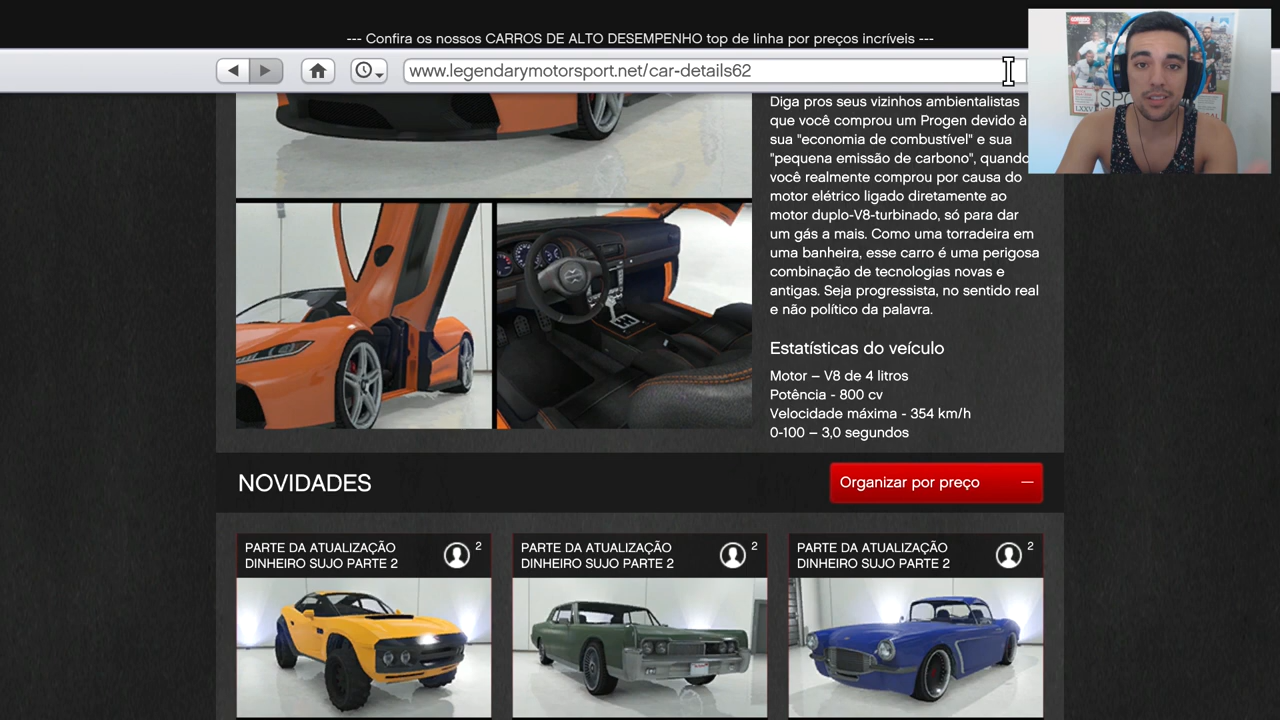 --- Confira os nossos CARROS DE ALTO DESEMPENHO top de linha por preços incríveis ---
www.legendarymotorsport.net/car-details62
Diga pros seus vizinhos ambientalistas
que você comprou um Progen devido à
sua "economia de combustível" e sua
"pequena emissão de carbono", quando
você realmente comprou por causa do
motor elétrico ligado diretamente ao
motor duplo-V8-turbinado, só para dar
um gás a mais. Como uma torradeira em
uma banheira, esse carro é uma perigosa
combinação de tecnologias novas e
antigas. Seja progressista, no sentido real
e não político da palavra.
Estatísticas do veículo
Motor – V8 de 4 litros
Potência - 800 cv
Velocidade máxima - 354 km/h
0-100 – 3,0 segundos
NOVIDADES
Organizar por preço
PARTE DA ATUALIZAÇÃO
DINHEIRO SUJO PARTE 2
2
PARTE DA ATUALIZAÇÃO
DINHEIRO SUJO PARTE 2
2
PARTE DA ATUALIZAÇÃO
DINHEIRO SUJO PARTE 2
2